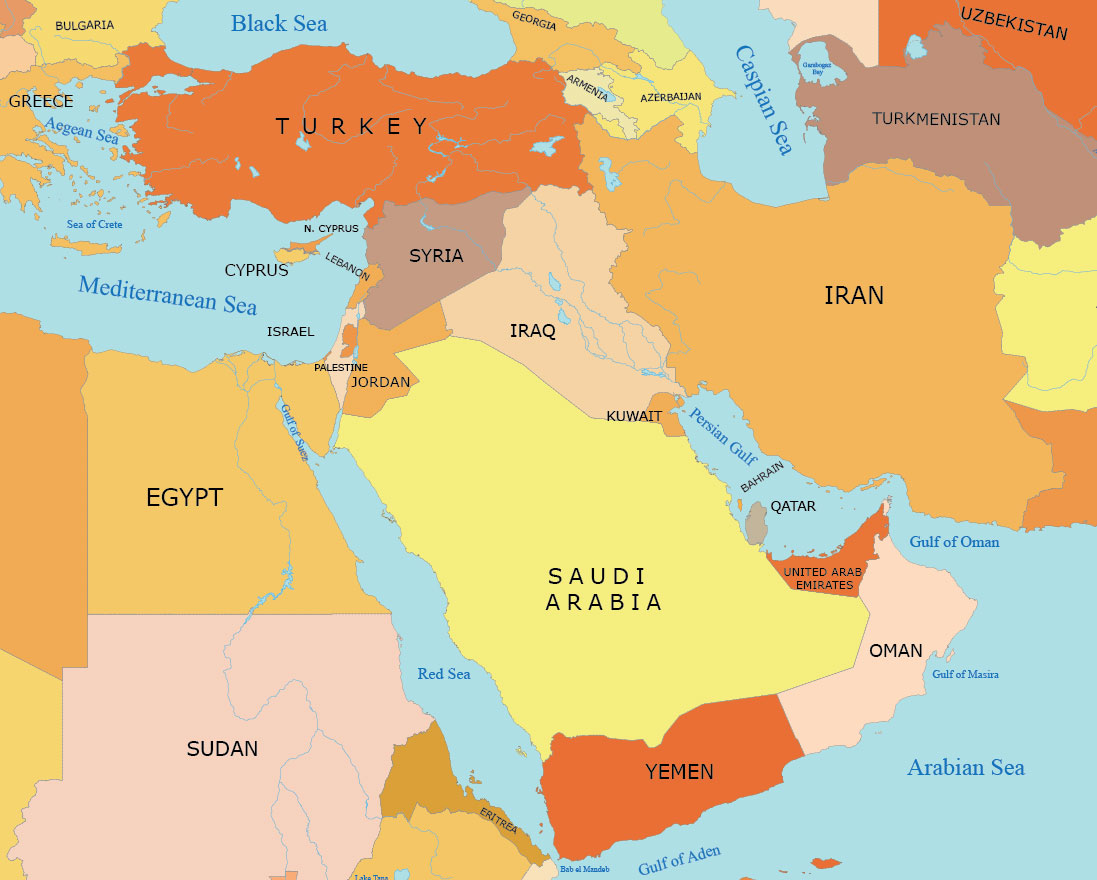 BULGARIA
Black Sea
GEORGIA
UZBEKISTAN
Caspian Sea
Garabogaz
Bay
GREECE
Aegean Sea
TURKEY
ARMENIA
AZERBAIJAN
TURKMENISTAN
Sea of Crete
N. CYPRUS
CYPRUS
LEBANON
SYRIA
Mediterranean Sea
IRAN
ISRAEL
IRAQ
PALESTINE
JORDAN
KUWAIT
Gulf of Suez
Persian Gulf
BAHRAIN
EGYPT
QATAR
Gulf of Oman
SAUDI
ARABIA
UNITED ARAB
EMIRATES
OMAN
Red Sea
Gulf of Masira
SUDAN
YEMEN
Arabian Sea
ERITREA
Gulf of Aden
Bab el Mandeb
Lake Tana